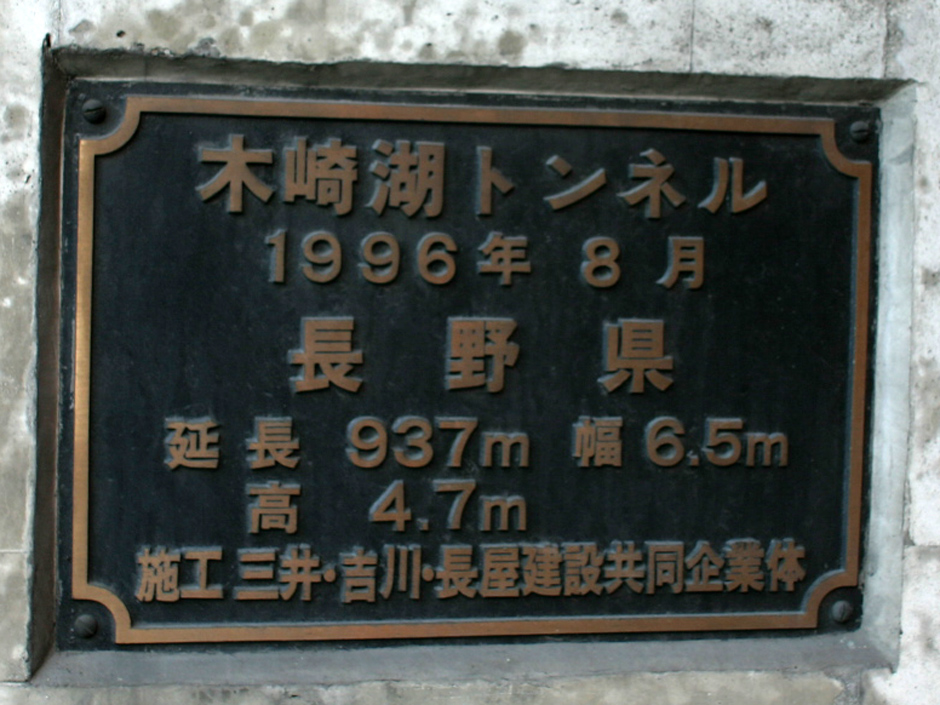 木崎湖トンネル
1996年 8月
長野県
延長 937m 幅 6.5m
高 4.7m
施工 三井・吉川・長屋建設共同企業体